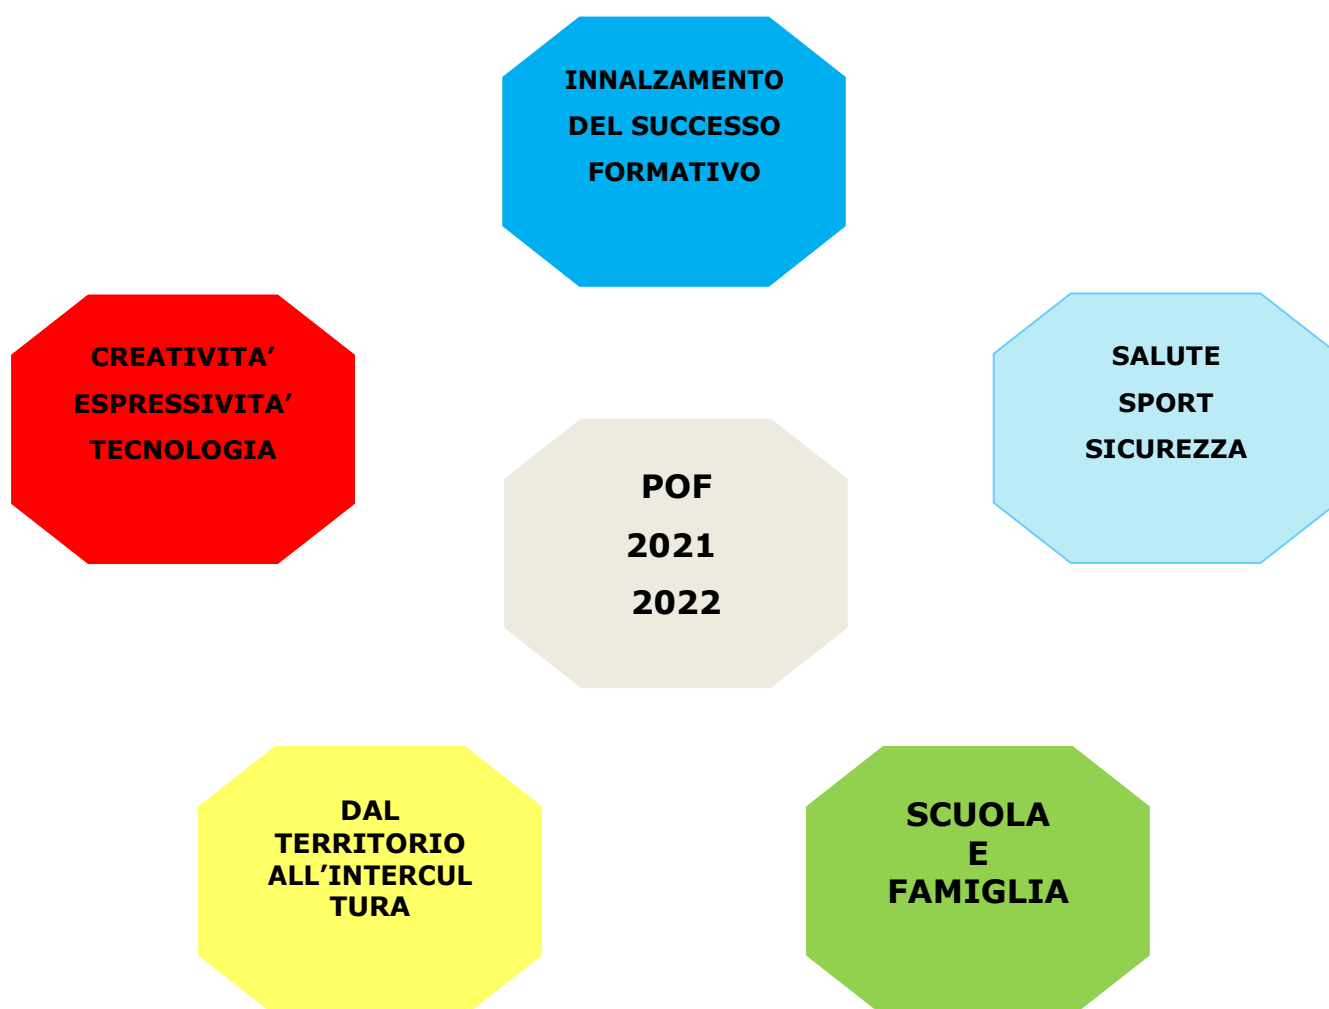 INNALZAMENTO
DEL SUCCESSO
FORMATIVO
CREATIVITA’
ESPRESSIVITA’
TECNOLOGIA
SALUTE
SPORT
SICUREZZA
POF
2021
2022
DAL
TERRITORIO
ALL’INTERCUL
TURA
SCUOLA
E
FAMIGLIA